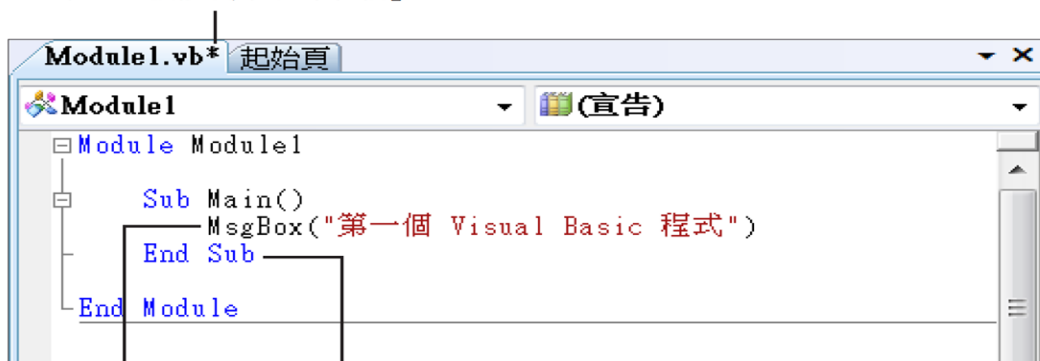 Module1.vb* 起始頁
Module1 (宣告)
Module Module1
Sub Main()
MsgBox("第一個 Visual Basic 程式")
End Sub
End Module